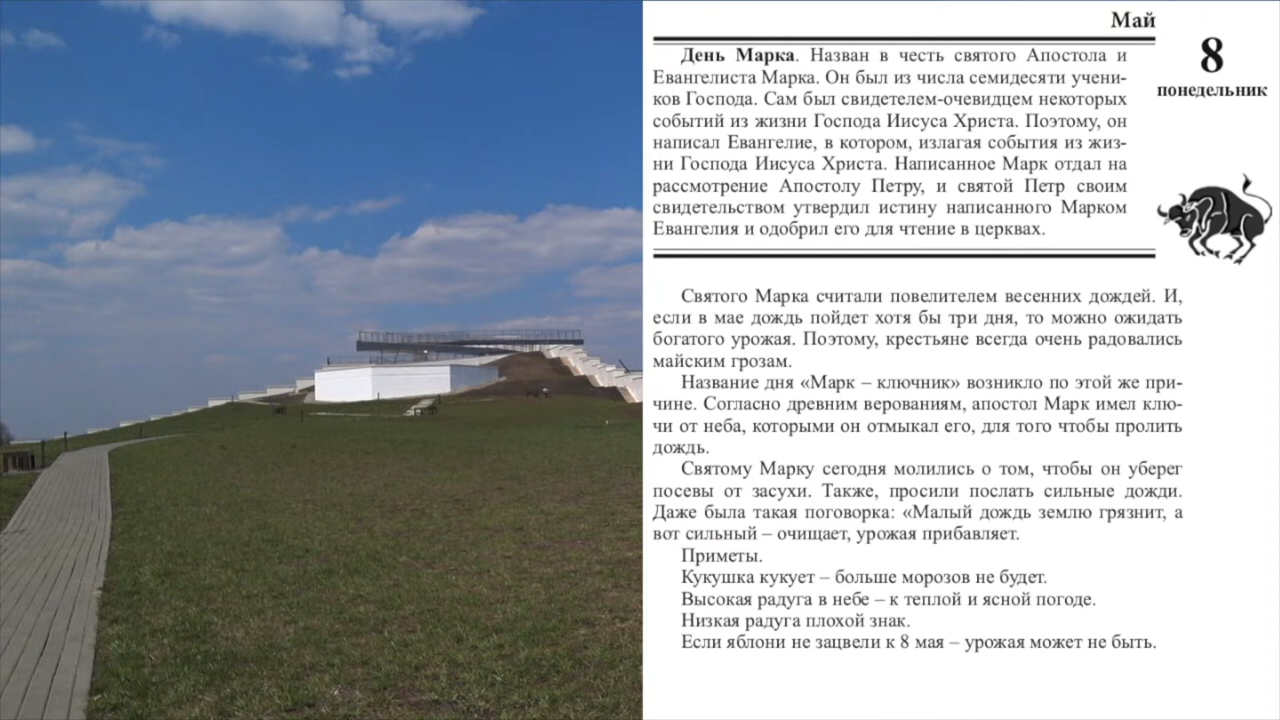 Май
8
понедельник
День Марка. Назван в честь святого Апостола и
Евангелиста Марка. Он был из числа семидесяти учени-
ков Господа. Сам был свидетелем-очевидцем некоторых
событий из жизни Господа Иисуса Христа. Поэтому, он
написал Евангелие, в котором, излагая события из жиз-
ни Господа Иисуса Христа. Написанное Марк отдал на
рассмотрение Апостолу Петру, и святой Петр своим
свидетельством утвердил истину написанного Марком
Евангелия и одобрил его для чтение в церквах.
Святого Марка считали повелителем весенних дождей. И,
если в мае дождь пойдет хотя бы три дня, то можно ожидать
богатого урожая. Поэтому, крестьяне всегда очень радовались
майским грозам.
Название дня «Марк – ключник» возникло по этой же при-
чине. Согласно древним верованиям, апостол Марк имел клю-
чи от неба, которыми он отмыкал его, для того чтобы пролить
дождь.
Святому Марку сегодня молились о том, чтобы он уберег
посевы от засухи. Также, просили послать сильные дожди.
Даже была такая поговорка: «Малый дождь землю грязнит, а
вот сильный – очищает, урожая прибавляет.
Приметы.
Кукушка кукует – больше морозов не будет.
Высокая радуга в небе – к теплой и ясной погоде.
Низкая радуга плохой знак.
Если яблони не зацвели к 8 мая – урожая может не быть.